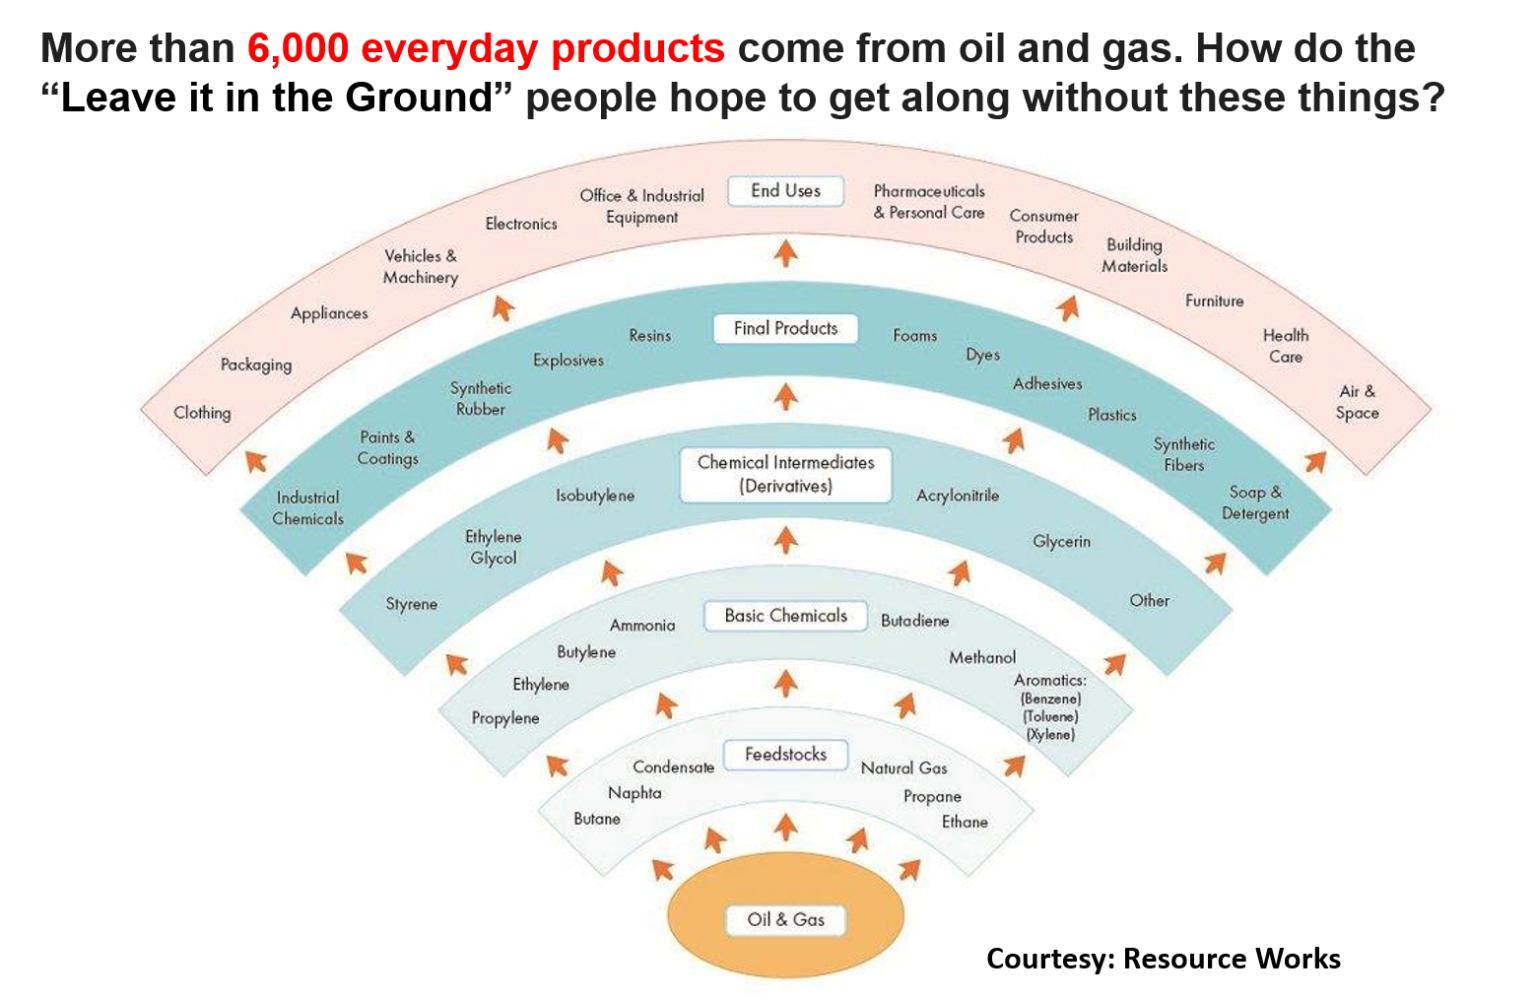 More than 6,000 everyday products come from oil and gas. How do the
“Leave it in the Ground” people hope to get along without these things?
End Uses
Clothing
Packaging
Appliances
Vehicles &
Machinery
Electronics
Office & Industrial
Equipment
Pharmaceuticals
& Personal Care
Consumer
Products
Building
Materials
Furniture
Health
Care
Air &
Space
Final Products
Industrial
Chemicals
Paints &
Coatings
Synthetic
Rubber
Explosives
Resins
Foams
Dyes
Adhesives
Plastics
Synthetic
Fibers
Soap &
Detergent
Chemical Intermediates
(Derivatives)
Styrene
Ethylene
Glycol
Isobutylene
Acrylonitrile
Glycerin
Other
Basic Chemicals
Propylene
Ethylene
Butylene
Ammonia
Butadiene
Methanol
Aromatics:
(Benzene)
(Toluene)
(Xylene)
Feedstocks
Butane
Naphta
Condensate
Natural Gas
Propane
Ethane
Oil & Gas
Courtesy: Resource Works